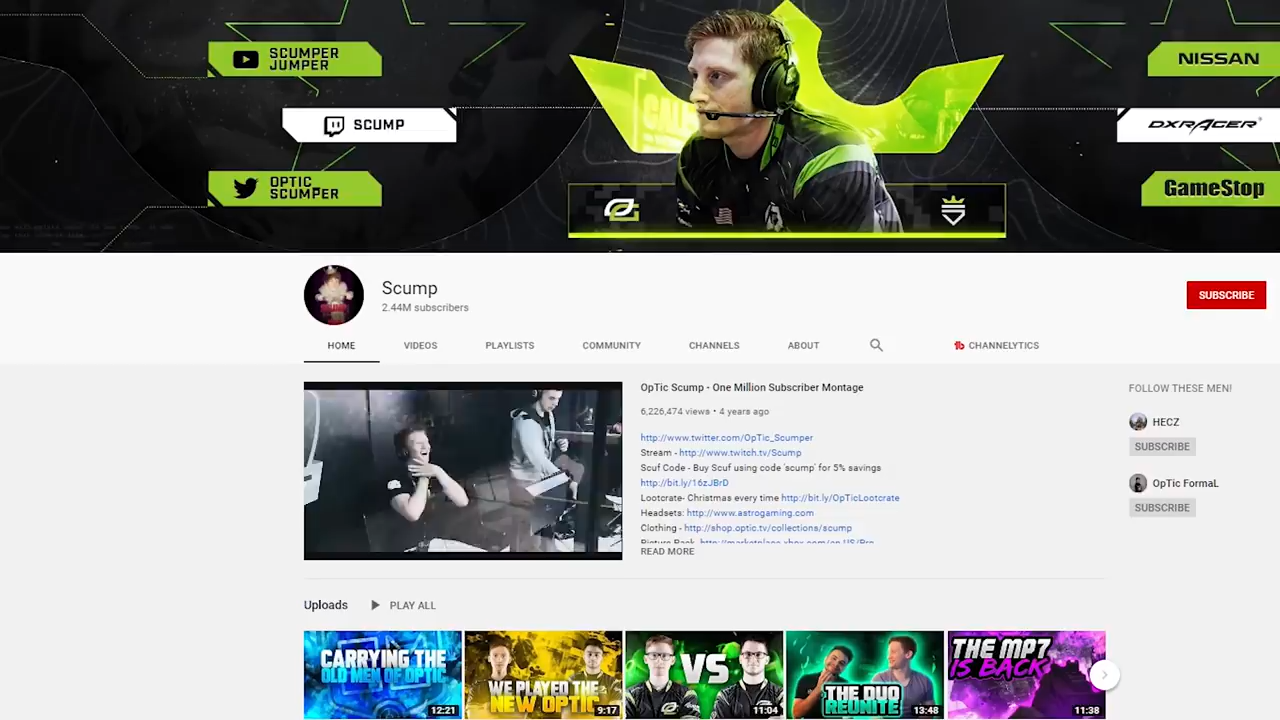 SCUMPER
JUMPER
NISSAN
SCUMP
DXRACER®
OPTIC_
SCUMPER
GameStop
Scump
2.44M subscribers
SUBSCRIBE
HOME
VIDEOS
PLAYLISTS
COMMUNITY
CHANNELS
ABOUT
CHANNELYTICS
OpTic Scump - One Million Subscriber Montage
6,226,474 views • 4 years ago
http://www.twitter.com/OpTic_Scumper
Stream - http://www.twitch.tv/Scump
Scuf Code - Buy Scuf using code 'scump' for 5% savings
http://bit.ly/16zJBrD
Lootcrate- Christmas every time http://bit.ly/OpTicLootcrate
Headsets: http://www.astrogaming.com
Clothing - http://shop.optic.tv/collections/scump
READ MORE
FOLLOW THESE MEN!
HECZ
SUBSCRIBE
OpTic FormaL
SUBSCRIBE
Uploads
PLAY ALL
CARRYING THE
OLD MEN OF OPTIC
12:21
WE PLAYED THE
NEW OPTIC
9:17
VS
11:04
THE DUO
REUNITE
13:48
THE MP7
IS BACK
11:38